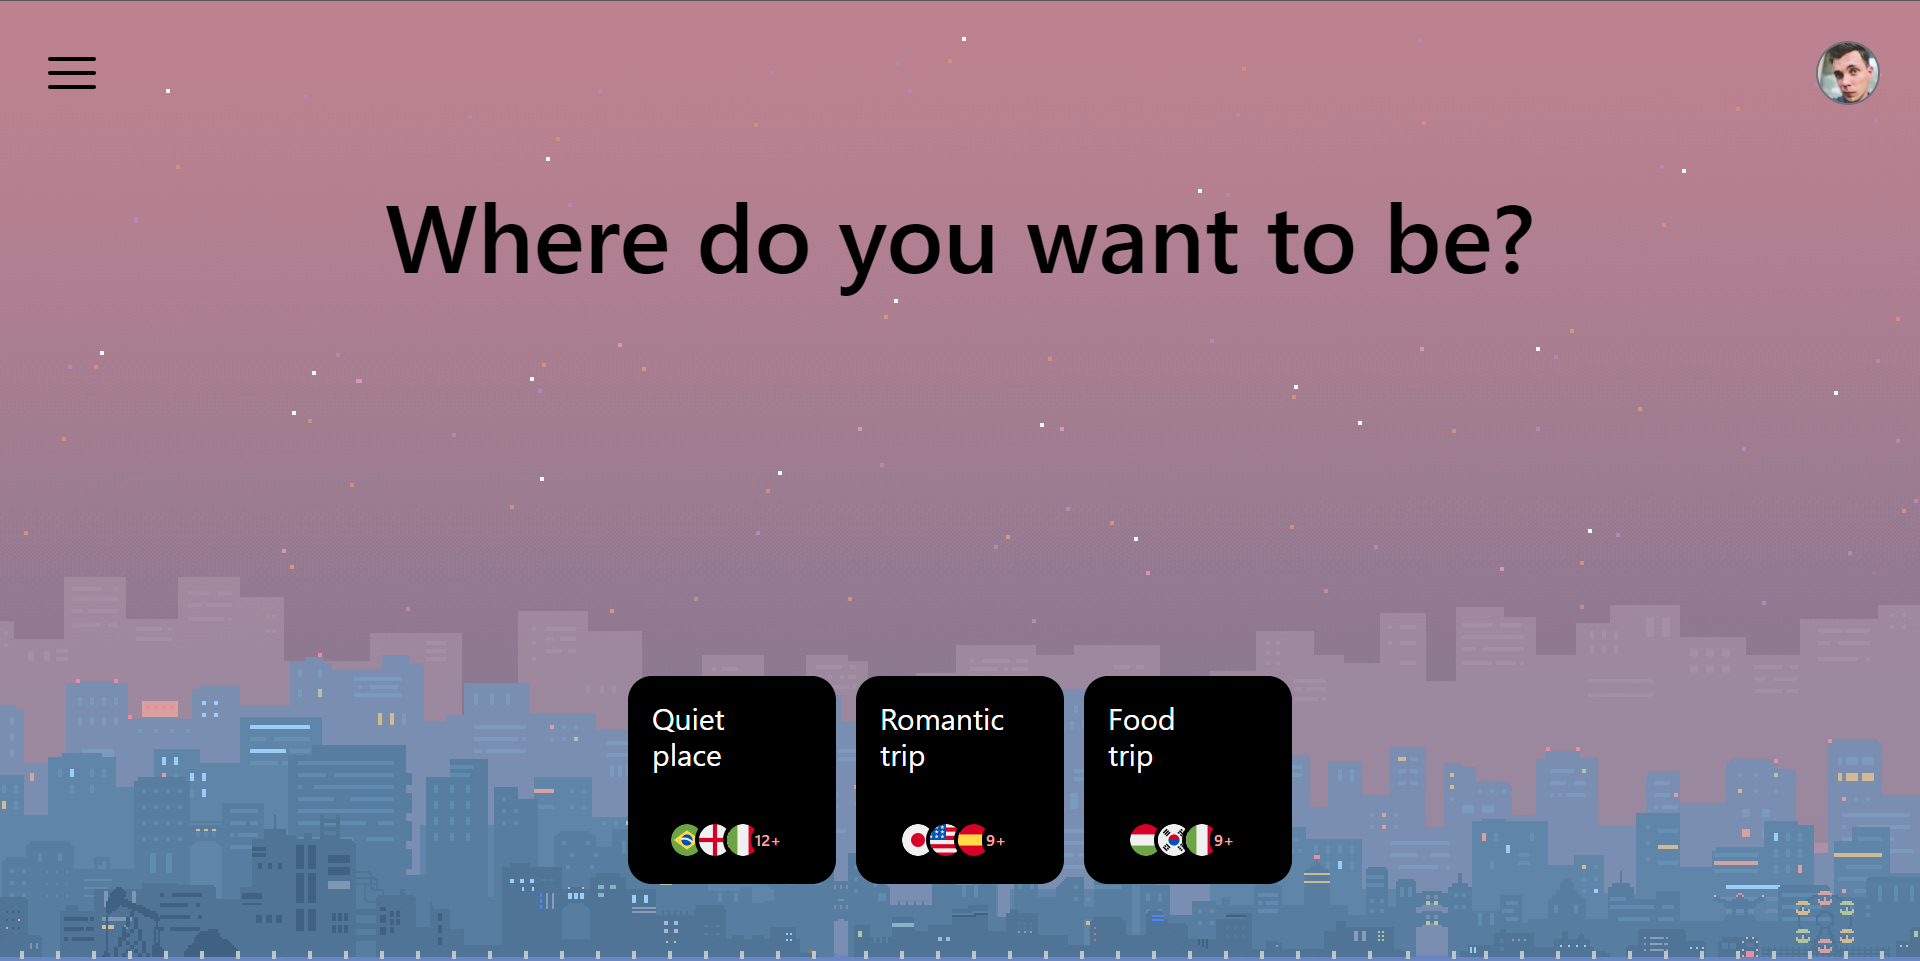 Where do you want to be?
Quiet
place
12+
Romantic
trip
9+
Food
trip
9+